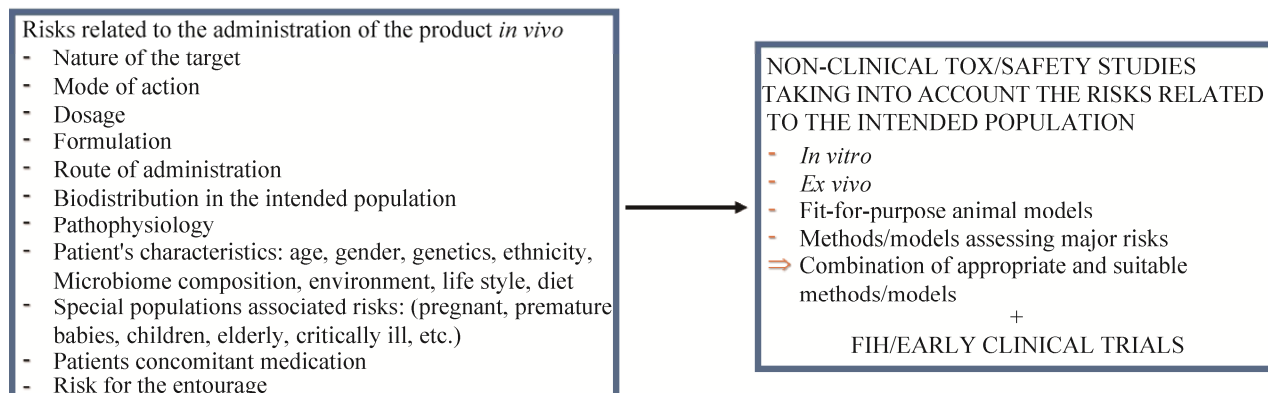 Risks related to the administration of the product in vivo
- Nature of the target
- Mode of action
- Dosage
- Formulation
- Route of administration
- Biodistribution in the intended population
- Pathophysiology
- Patient's characteristics: age, gender, genetics, ethnicity,
Microbiome composition, environment, life style, diet
- Special populations associated risks: (pregnant, premature
babies, children, elderly, critically ill, etc.)
- Patients concomitant medication
- Risk for the entourage
NON-CLINICAL TOX/SAFETY STUDIES
TAKING INTO ACCOUNT THE RISKS RELATED
TO THE INTENDED POPULATION
- In vitro
- Ex vivo
- Fit-for-purpose animal models
- Methods/models assessing major risks
⇒ Combination of appropriate and suitable
methods/models
+
FIH/EARLY CLINICAL TRIALS